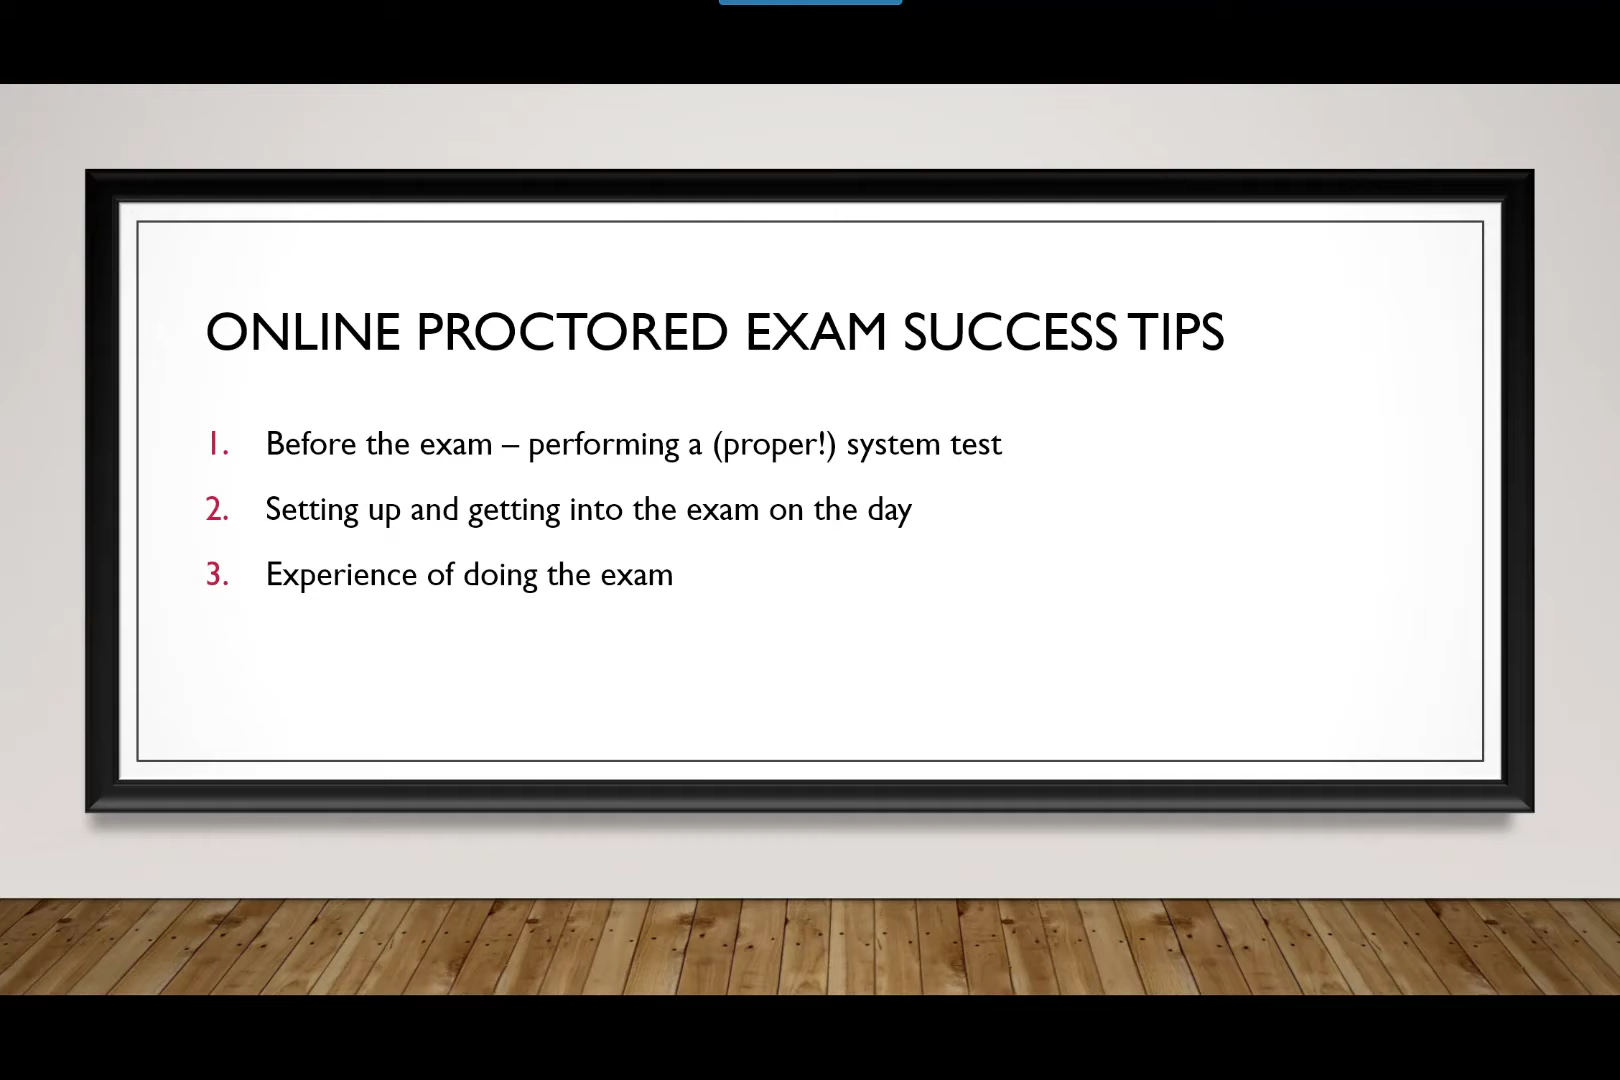 ONLINE PROCTORED EXAM SUCCESS TIPS
1. Before the exam – performing a (proper!) system test
2. Setting up and getting into the exam on the day
3. Experience of doing the exam